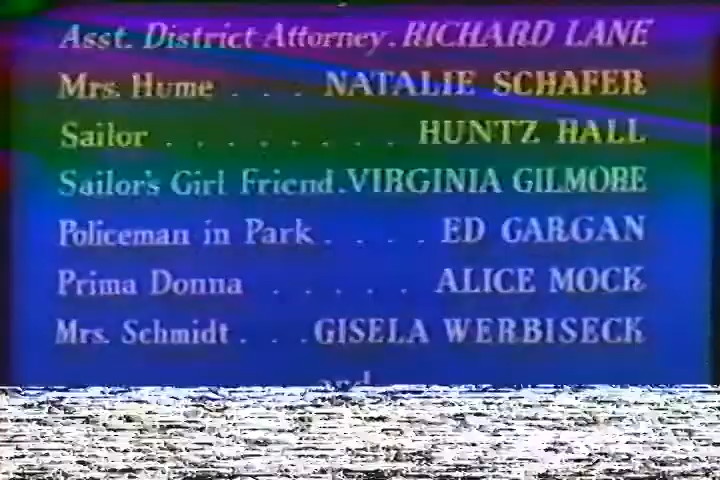 Asst. District Attorney. RICHARD LANE
Mrs. Hume . . . NATALIE SCHAFER
Sailor . . . . . . . . HUNTZ HALL
Sailor's Girl Friend. VIRGINIA GILMORE
Policeman in Park . . . . ED GARGAN
Prima Donna . . . . . ALICE MOCK
Mrs. Schmidt . . . GISELA WERBISECK